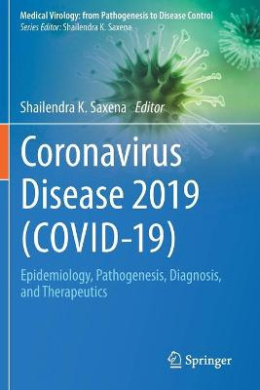 Medical Virology: from Pathogenesis to Disease Control
Series Editor: Shailendra K. Saxena
Shailendra K. Saxena Editor
Coronavirus
Disease 2019
(COVID-19)
Epidemiology, Pathogenesis, Diagnosis,
and Therapeutics
Springer